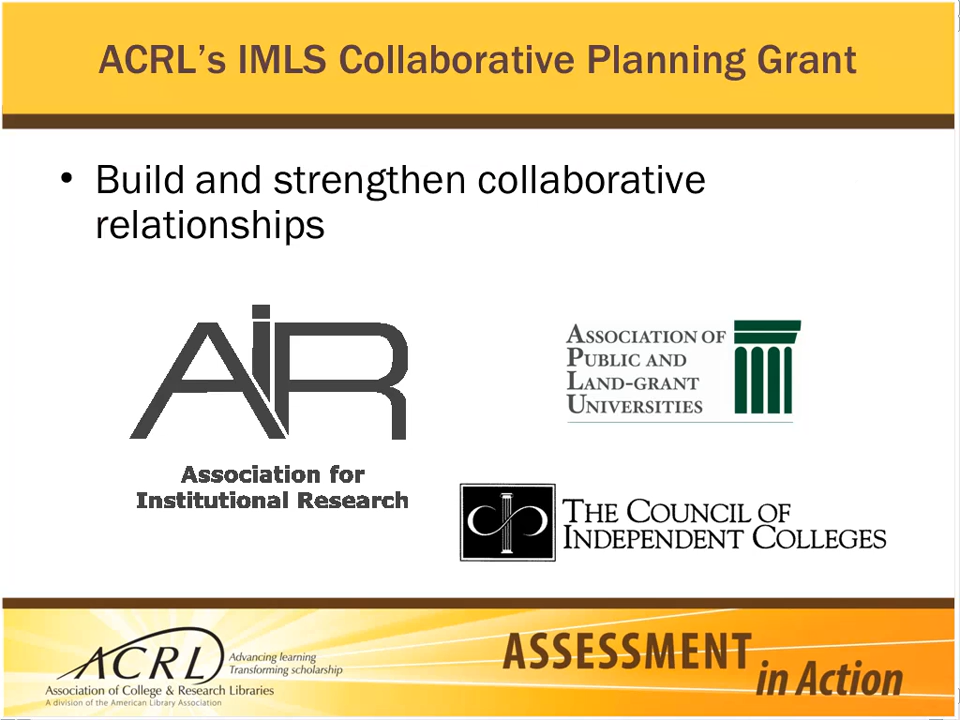 ACRL’s IMLS Collaborative Planning Grant
• Build and strengthen collaborative
relationships
AiR
Association for
Institutional Research
ASSOCIATION OF
PUBLIC AND
LAND-GRANT
UNIVERSITIES
THE COUNCIL OF
INDEPENDENT COLLEGES
ACRL
Advancing learning
Transforming scholarship
Association of College & Research Libraries
A division of the American Library Association
ASSESSMENT
in Action